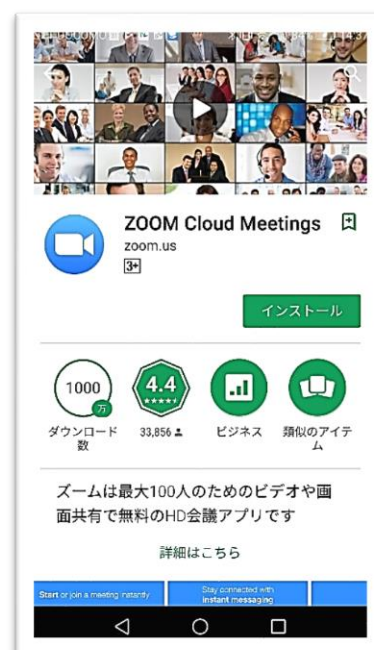 ZOOM Cloud Meetings
zoom.us
3+
インストール
1000
万
4.4
ダウンロード
数
33,856
ビジネス
類似のアイテ
ム
ズームは最大100人のためのビデオや画
面共有で無料のHD会議アプリです
詳細はこちら
Start or join a meeting instantly
Stay connected with
instant messaging